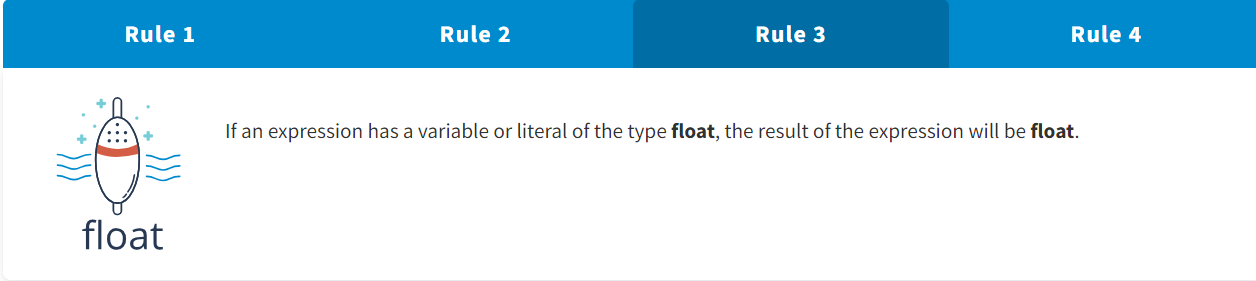 Rule 1 Rule 2 Rule 3 Rule 4
If an expression has a variable or literal of the type float, the result of the expression will be float.
float